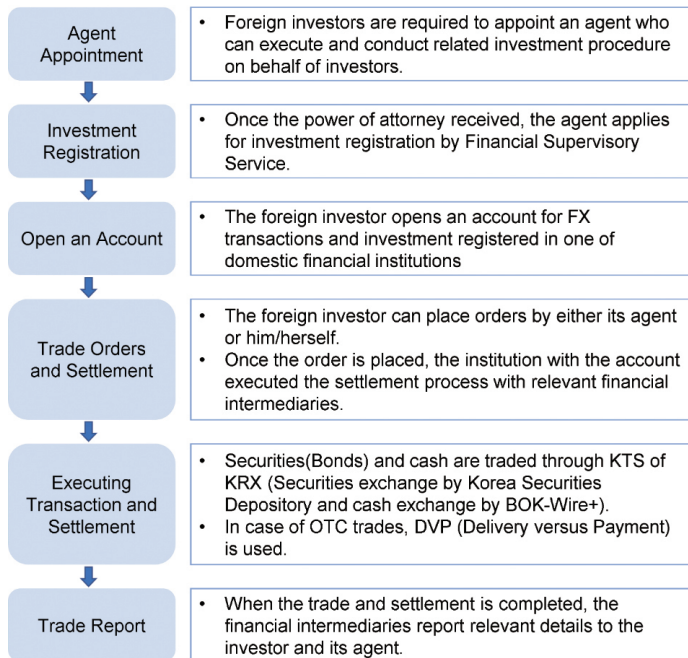 Agent
Appointment
• Foreign investors are required to appoint an agent who
can execute and conduct related investment procedure
on behalf of investors.
Investment
Registration
• Once the power of attorney received, the agent applies
for investment registration by Financial Supervisory
Service.
Open an Account
• The foreign investor opens an account for FX
transactions and investment registered in one of
domestic financial institutions
Trade Orders
and Settlement
• The foreign investor can place orders by either its agent
or him/herself.
• Once the order is placed, the institution with the account
executed the settlement process with relevant financial
intermediaries.
Executing
Transaction and
Settlement
• Securities(Bonds) and cash are traded through KTS of
KRX (Securities exchange by Korea Securities
Depository and cash exchange by BOK-Wire+).
• In case of OTC trades, DVP (Delivery versus Payment)
is used.
Trade Report
• When the trade and settlement is completed, the
financial intermediaries report relevant details to the
investor and its agent.